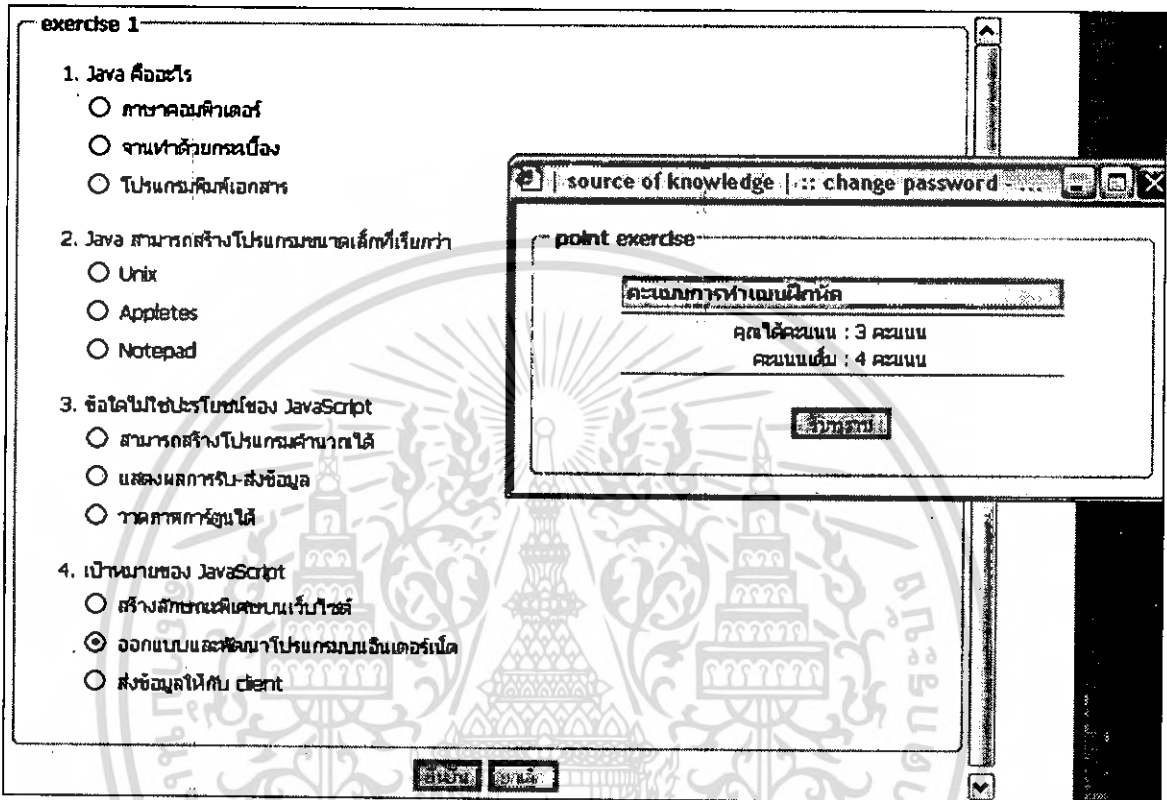 exercise 1
1. Java คืออะไร
ภาษาคอมพิวเตอร์
จานทำด้วยกระเบื้อง
โปรแกรมพิมพ์เอกสาร
2. Java สามารถสร้างโปรแกรมขนาดเล็กที่เรียกว่า
Unix
Appletes
Notepad
3. ข้อใดไม่ใช่ประโยชน์ของ JavaScript
สามารถสร้างโปรแกรมคำนวณได้
แสดงผลการรับ-ส่งข้อมูล
วาดภาพการ์ตูนได้
4. เป้าหมายของ JavaScript
สร้างลักษณะพิเศษบนเว็บไซต์
ออกแบบและพัฒนาโปรแกรมบนอินเตอร์เน็ต
ส่งข้อมูลให้กับ client
ยืนยัน ยกเลิก
| source of knowledge | :: change password - ...
point exercise
คะแนนการทำแบบฝึกหัด
คุณได้คะแนน : 3 คะแนน
คะแนนเต็ม : 4 คะแนน
รับทราบ